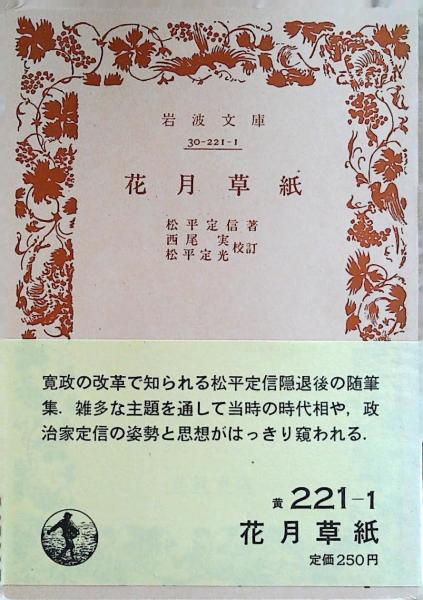 岩波文庫
30-221-1
花月草紙
松平定信著
西尾実
松平定光校訂
寛政の改革で知られる松平定信隠退後の随筆
集．雑多な主題を通して当時の時代相や，政
治家定信の姿勢と思想がはっきり窺われる．
黄 221-1
花月草紙
定価250円